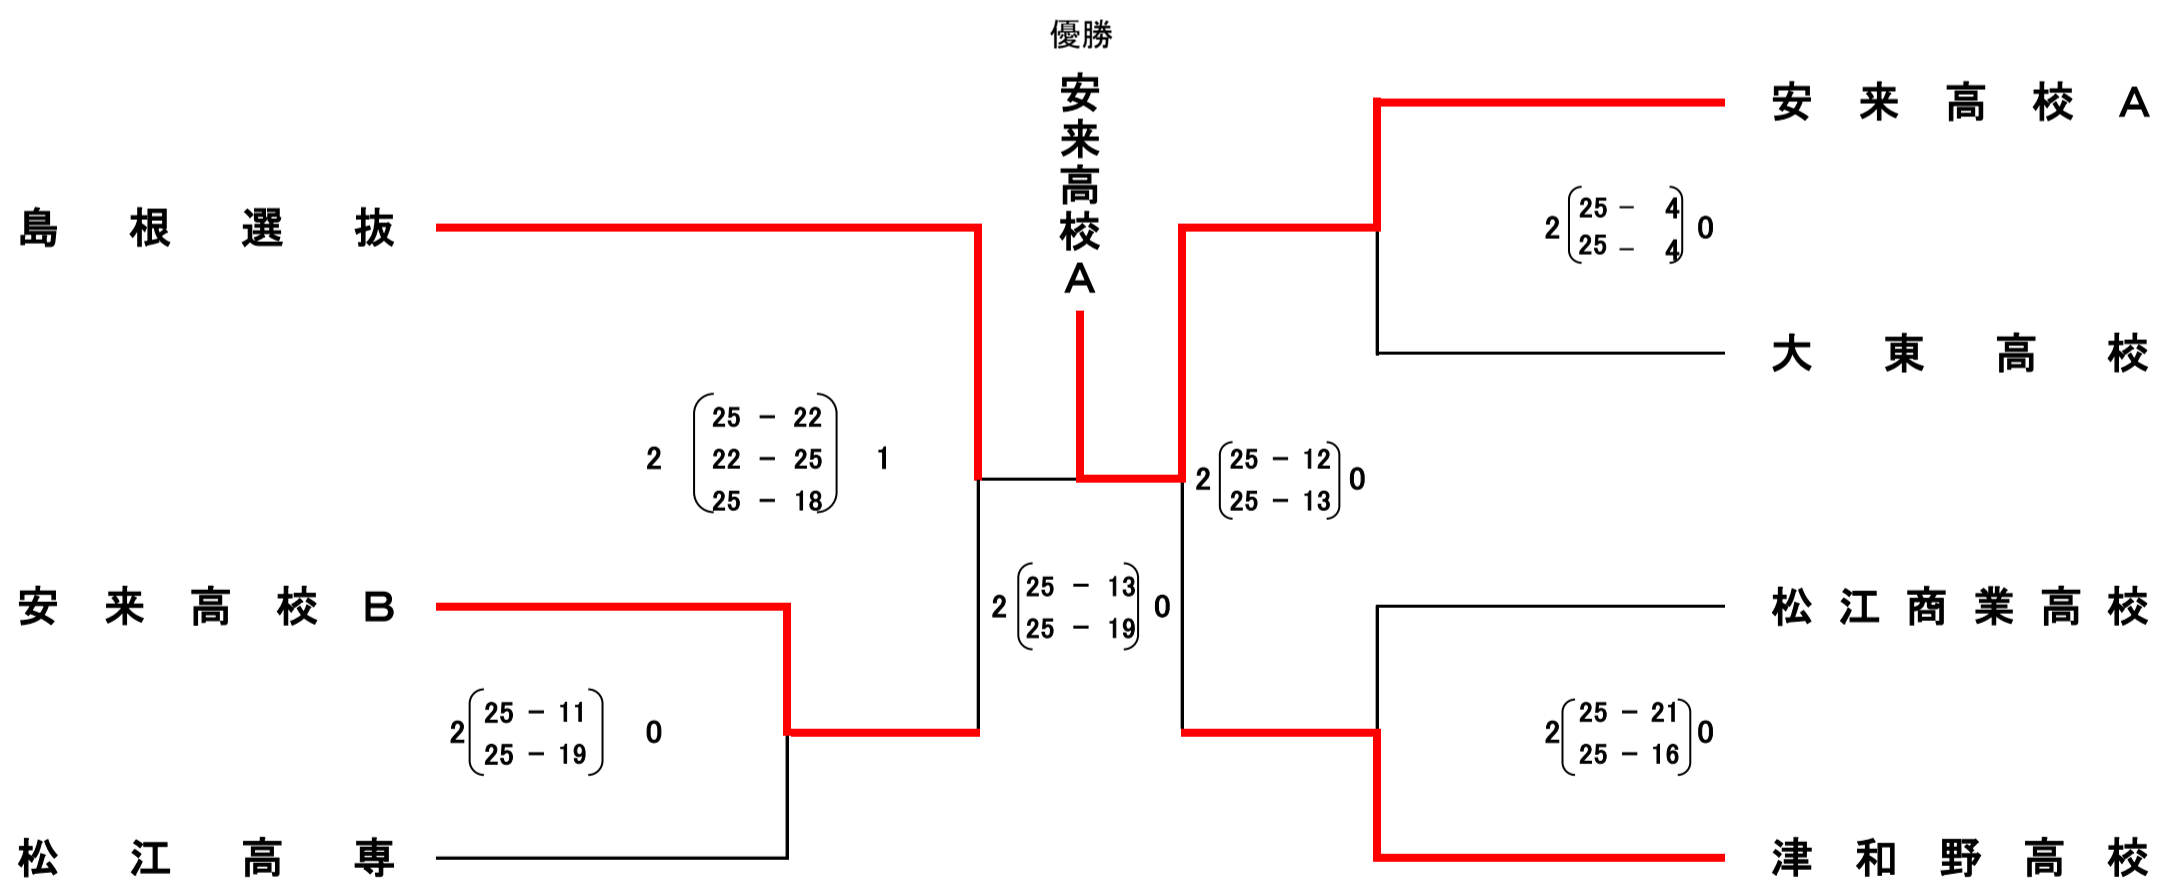 優勝
安来高校A
島根選抜
2 25 - 22 1
22 - 25
25 - 18
安来高校B
2 25 - 11 0
25 - 19
松江高専
2 25 - 13 0
25 - 19
2 25 - 12 0
25 - 13
安来高校A
2 25 - 4 0
25 - 4
大東高校
松江商業高校
2 25 - 21 0
25 - 16
津和野高校